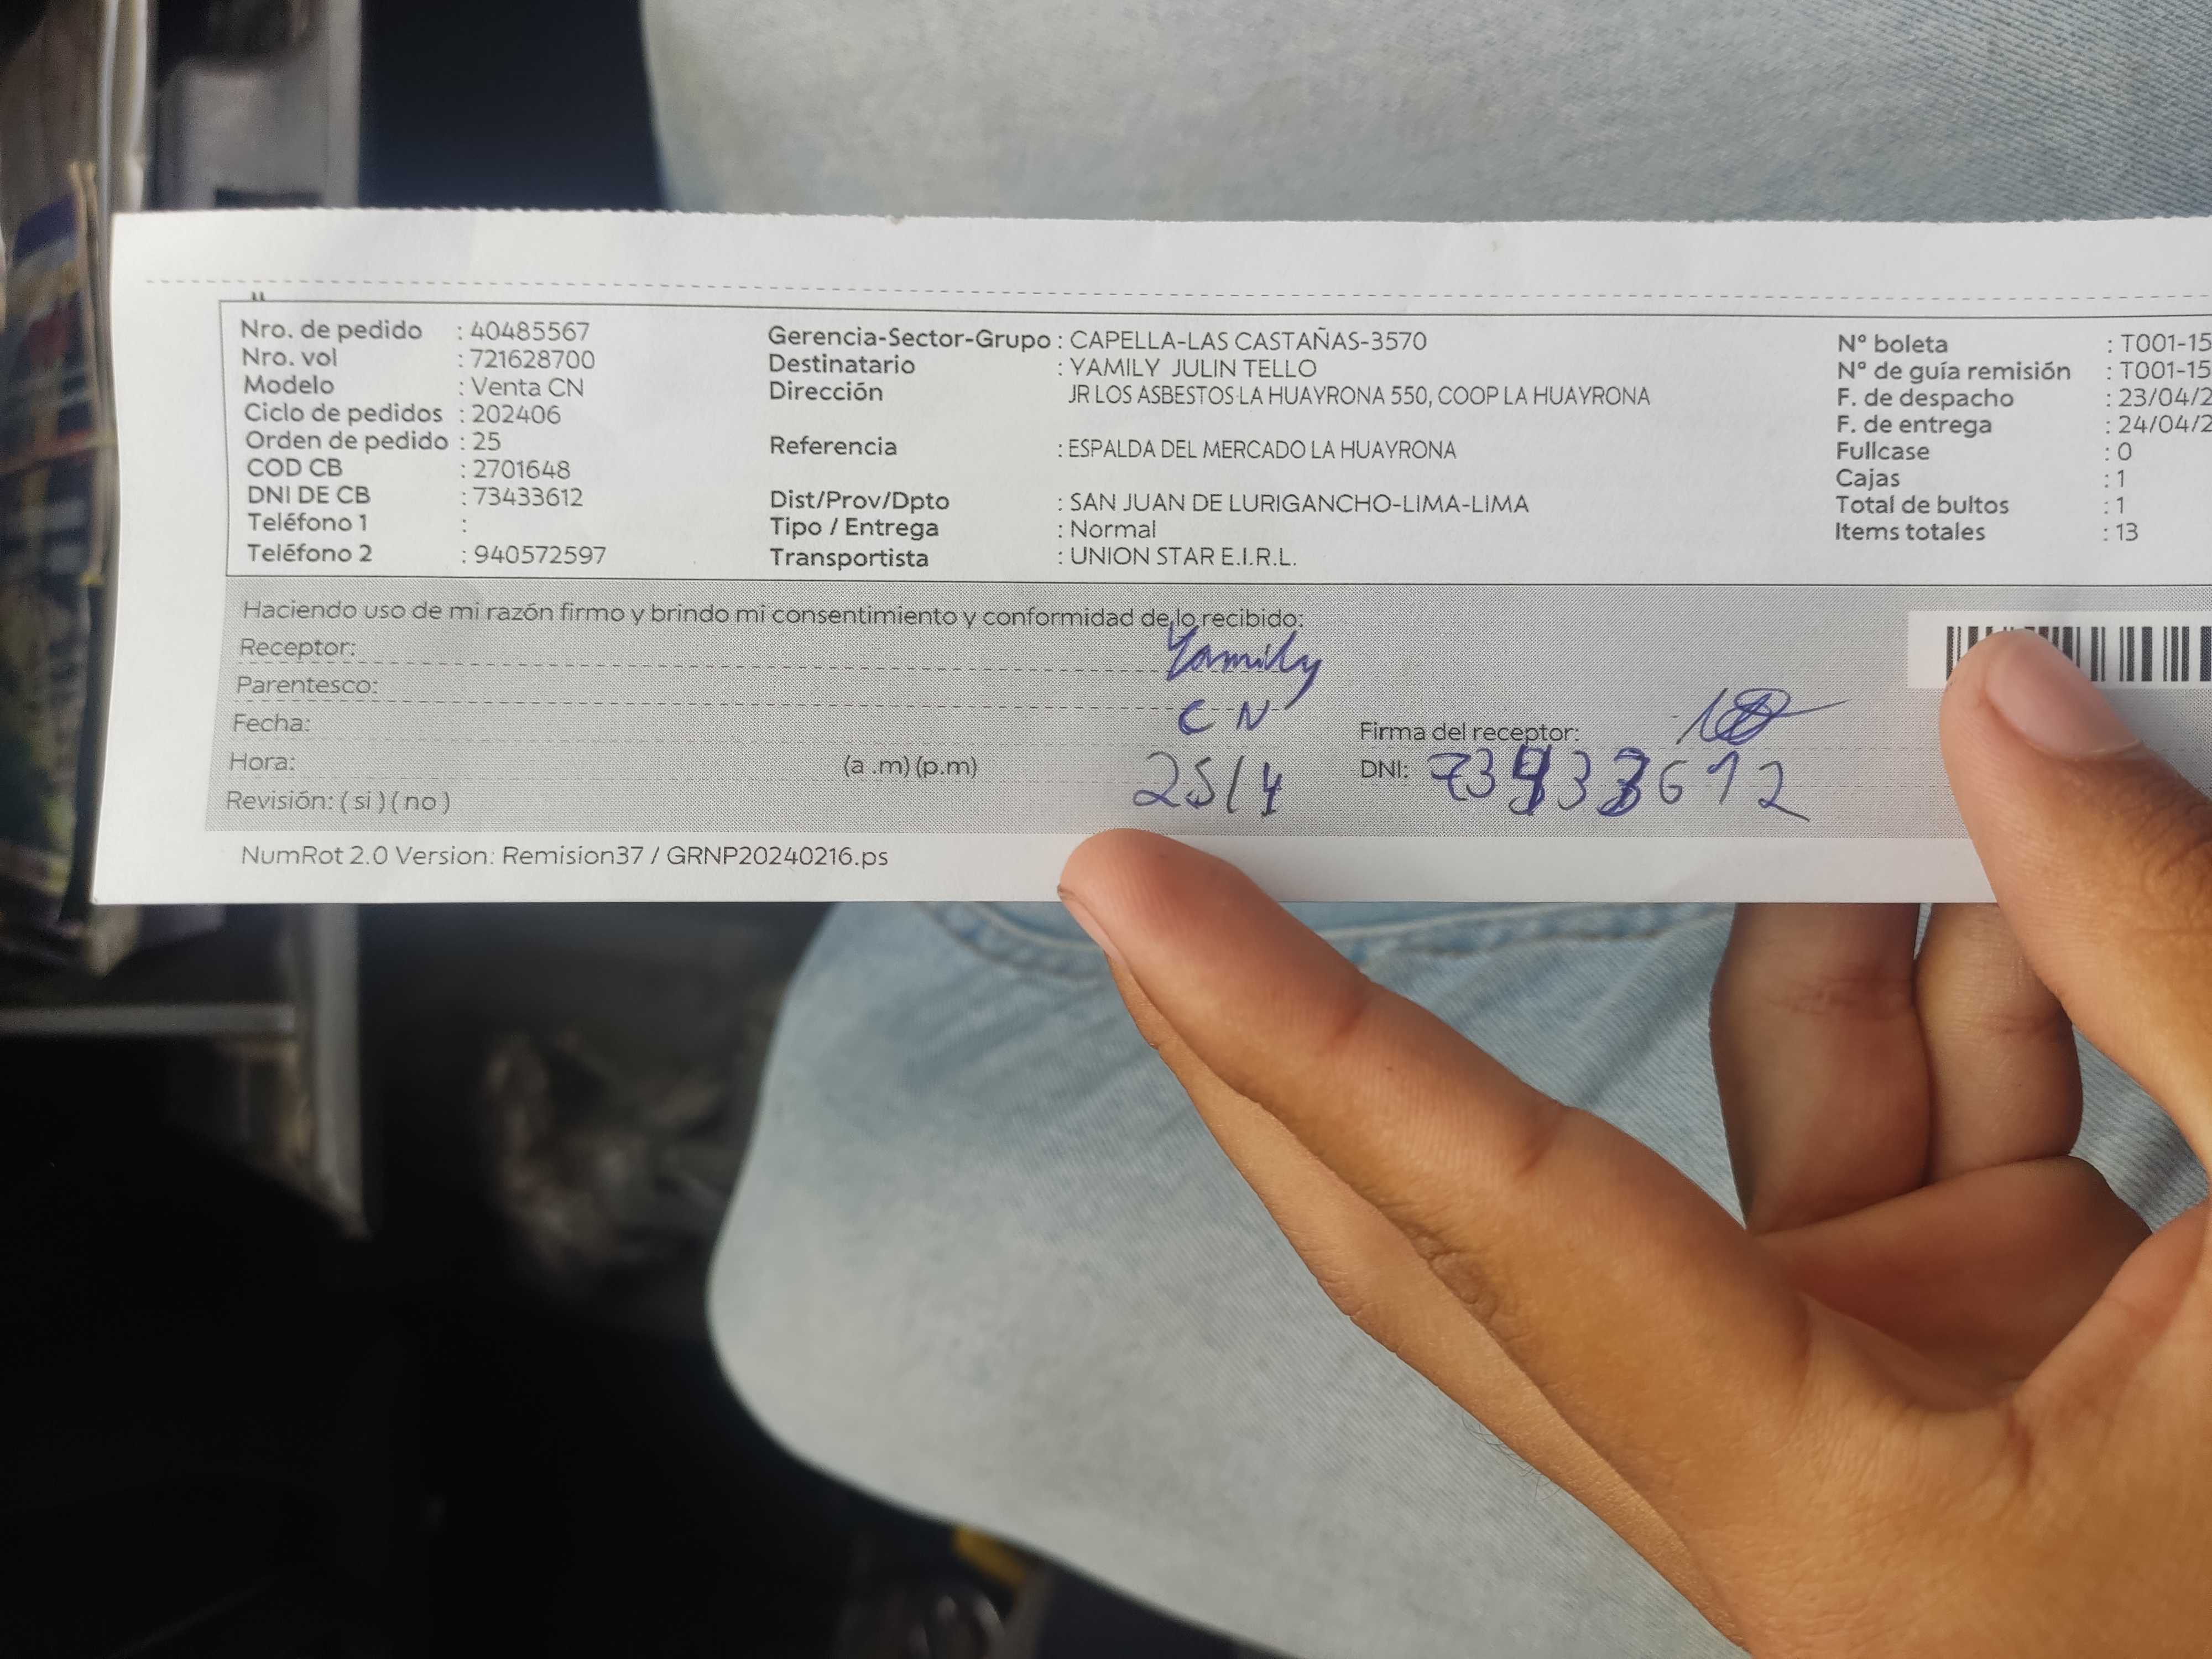 Nro. de pedido : 40485567
Nro. vol : 721628700
Modelo : Venta CN
Ciclo de pedidos : 202406
Orden de pedido : 25
COD CB : 2701648
DNI DE CB : 73433612
Teléfono 1 :
Teléfono 2 : 940572597
Gerencia-Sector-Grupo : CAPELLA-LAS CASTAÑAS-3570
Destinatario : YAMILY JULIN TELLO
Dirección JR LOS ASBESTOS-LA HUAYRONA 550, COOP LA HUAYRONA
Referencia : ESPALDA DEL MERCADO LA HUAYRONA
Dist/Prov/Dpto : SAN JUAN DE LURIGANCHO-LIMA-LIMA
Tipo / Entrega : Normal
Transportista : UNION STAR E.I.R.L.
N° boleta : T001-15
N° de guía remisión : T001-15
F. de despacho : 23/04/2
F. de entrega : 24/04/2
Fullcase : 0
Cajas : 1
Total de bultos : 1
Items totales : 13
Haciendo uso de mi razón firmo y brindo mi consentimiento y conformidad de lo recibido:
Receptor: Yamily
Parentesco: CN
Fecha:
Hora: (a .m) (p.m) 25/4
Revisión: ( si ) ( no )
Firma del receptor:
DNI:
NumRot 2.0 Version: Remision37 / GRNP20240216.ps